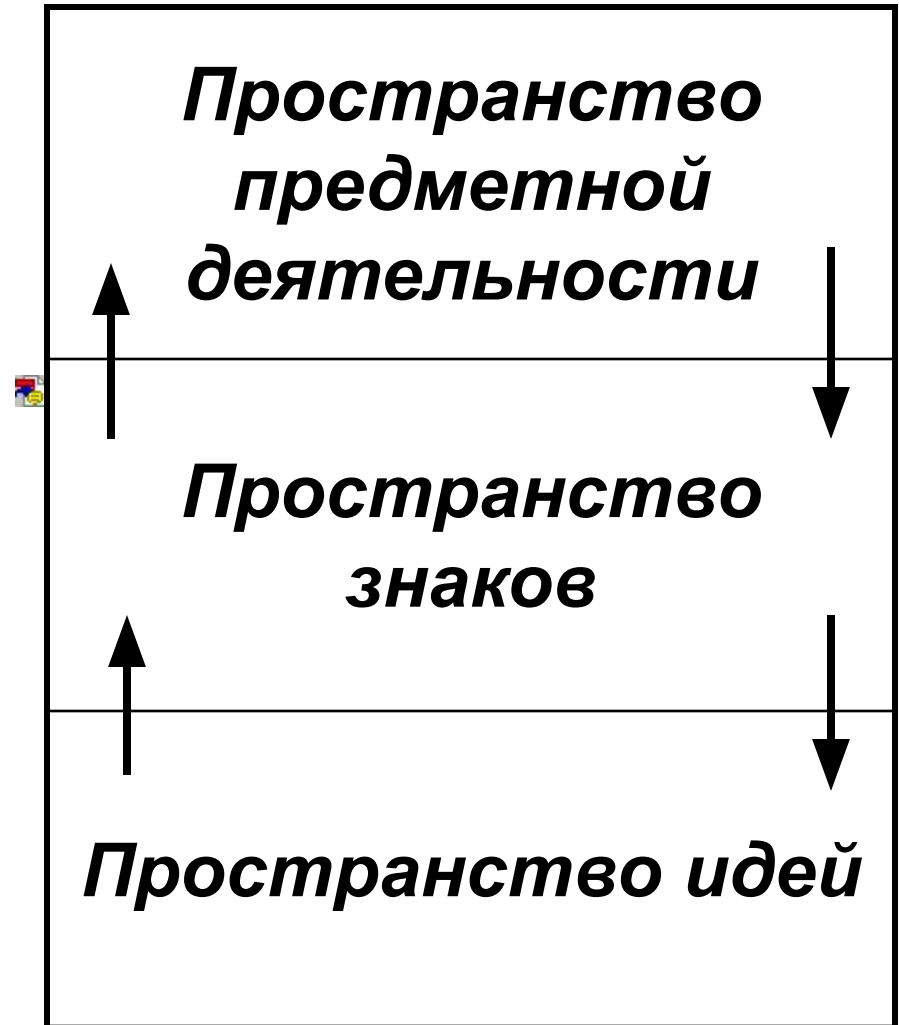 Пространство
предметной
деятельности
Пространство
знаков
Пространство идей